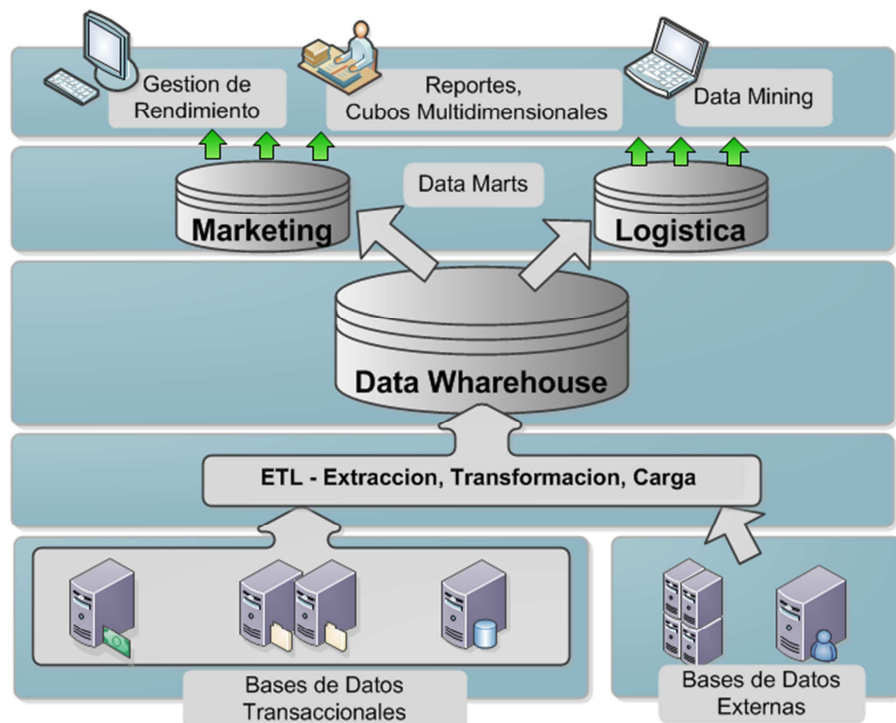 Gestion de
Rendimiento
Reportes,
Cubos Multidimensionales
Data Mining
Data Marts
Marketing
Logistica
Data Wharehouse
ETL - Extraccion, Transformacion, Carga
Bases de Datos
Transaccionales
Bases de Datos
Externas